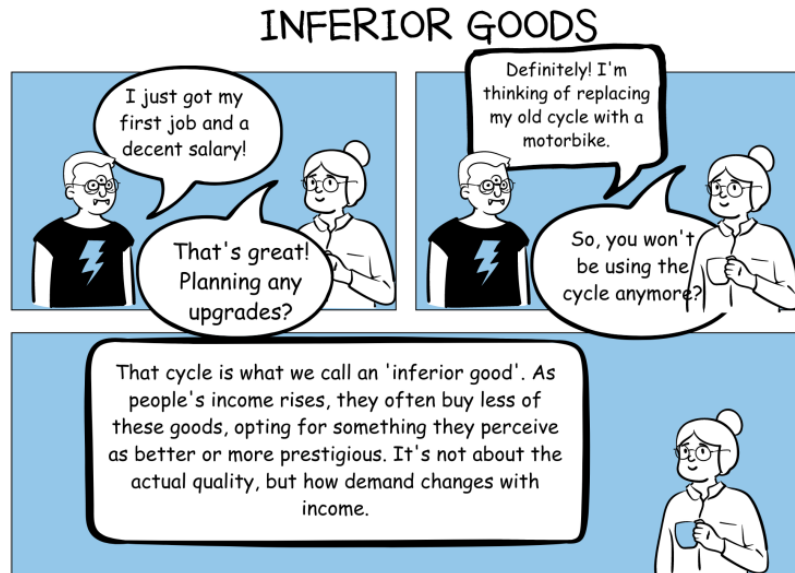 INFERIOR GOODS
I just got my
first job and a
decent salary!
That's great!
Planning any
upgrades?
Definitely! I'm
thinking of replacing
my old cycle with a
motorbike.
So, you won't
be using the
cycle anymore?
That cycle is what we call an 'inferior good'. As
people's income rises, they often buy less of
these goods, opting for something they perceive
as better or more prestigious. It's not about the
actual quality, but how demand changes with
income.